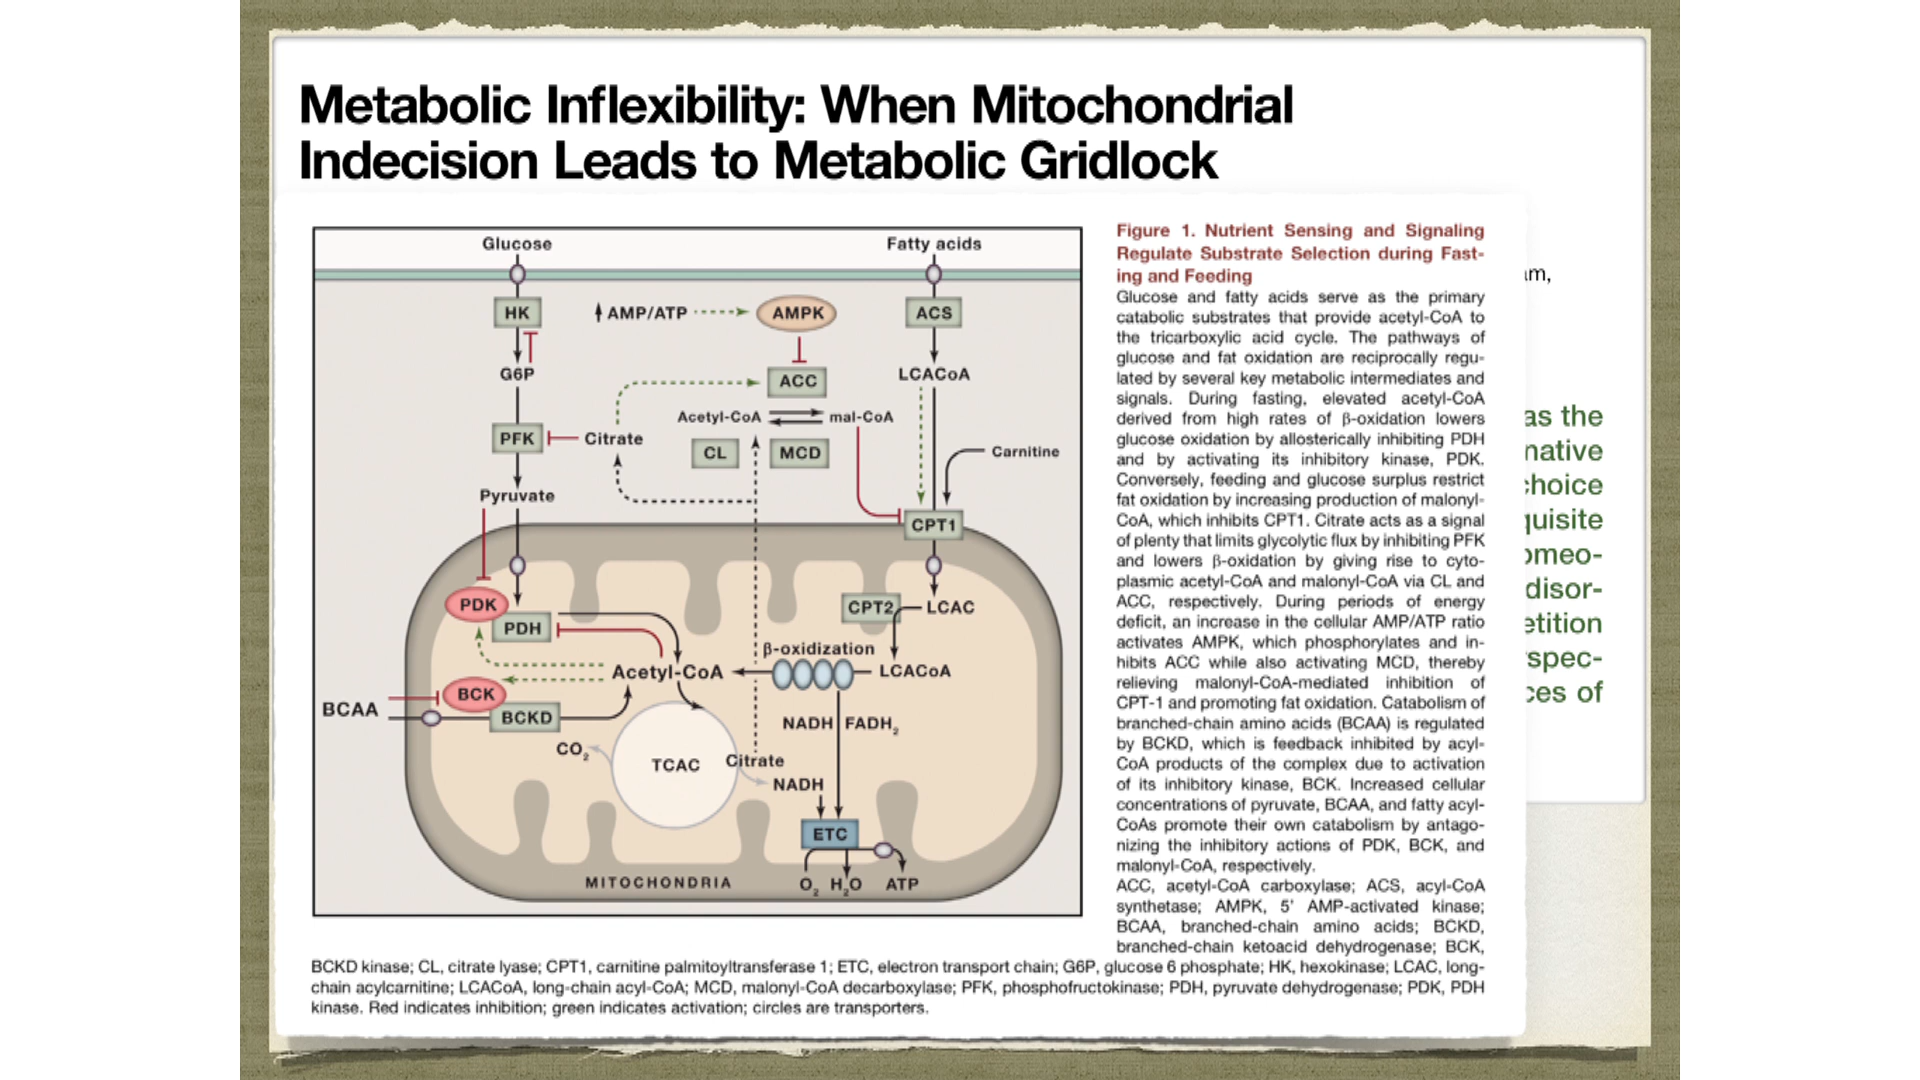 Metabolic Inflexibility: When Mitochondrial
Indecision Leads to Metabolic Gridlock
Glucose
Fatty acids
HK
AMP/ATP
AMPK
ACS
G6P
ACC
LCACoA
Acetyl-CoA
mal-CoA
PFK
Citrate
CL
MCD
Carnitine
Pyruvate
CPT1
PDK
PDH
CPT2
LCAC
β-oxidization
Acetyl-CoA
LCACoA
BCK
BCAA
BCKD
NADH
FADH₂
CO₂
TCAC
Citrate
NADH
ETC
MITOCHONDRIA
O₂
H₂O
ATP
Figure 1. Nutrient Sensing and Signaling
Regulate Substrate Selection during Fast-
ing and Feeding
Glucose and fatty acids serve as the primary
catabolic substrates that provide acetyl-CoA to
the tricarboxylic acid cycle. The pathways of
glucose and fat oxidation are reciprocally regu-
lated by several key metabolic intermediates and
signals. During fasting, elevated acetyl-CoA
derived from high rates of β-oxidation lowers
glucose oxidation by allosterically inhibiting PDH
and by activating its inhibitory kinase, PDK.
Conversely, feeding and glucose surplus restrict
fat oxidation by increasing production of malonyl-
CoA, which inhibits CPT1. Citrate acts as a signal
of plenty that limits glycolytic flux by inhibiting PFK
and lowers β-oxidation by giving rise to cyto-
plasmic acetyl-CoA and malonyl-CoA via CL and
ACC, respectively. During periods of energy
deficit, an increase in the cellular AMP/ATP ratio
activates AMPK, which phosphorylates and in-
hibits ACC while also activating MCD, thereby
relieving malonyl-CoA-mediated inhibition of
CPT-1 and promoting fat oxidation. Catabolism of
branched-chain amino acids (BCAA) is regulated
by BCKD, which is feedback inhibited by acyl-
CoA products of the complex due to activation
of its inhibitory kinase, BCK. Increased cellular
concentrations of pyruvate, BCAA, and fatty acyl-
CoAs promote their own catabolism by antago-
nizing the inhibitory actions of PDK, BCK, and
malonyl-CoA, respectively.
ACC, acetyl-CoA carboxylase; ACS, acyl-CoA
synthetase; AMPK, 5' AMP-activated kinase;
BCAA, branched-chain amino acids; BCKD,
branched-chain ketoacid dehydrogenase; BCK,
BCKD kinase; CL, citrate lyase; CPT1, carnitine palmitoyltransferase 1; ETC, electron transport chain; G6P, glucose 6 phosphate; HK, hexokinase; LCAC, long-
chain acylcarnitine; LCACoA, long-chain acyl-CoA; MCD, malonyl-CoA decarboxylase; PFK, phosphofructokinase; PDH, pyruvate dehydrogenase; PDK, PDH
kinase. Red indicates inhibition; green indicates activation; circles are transporters.
as the
choice
disor-
of